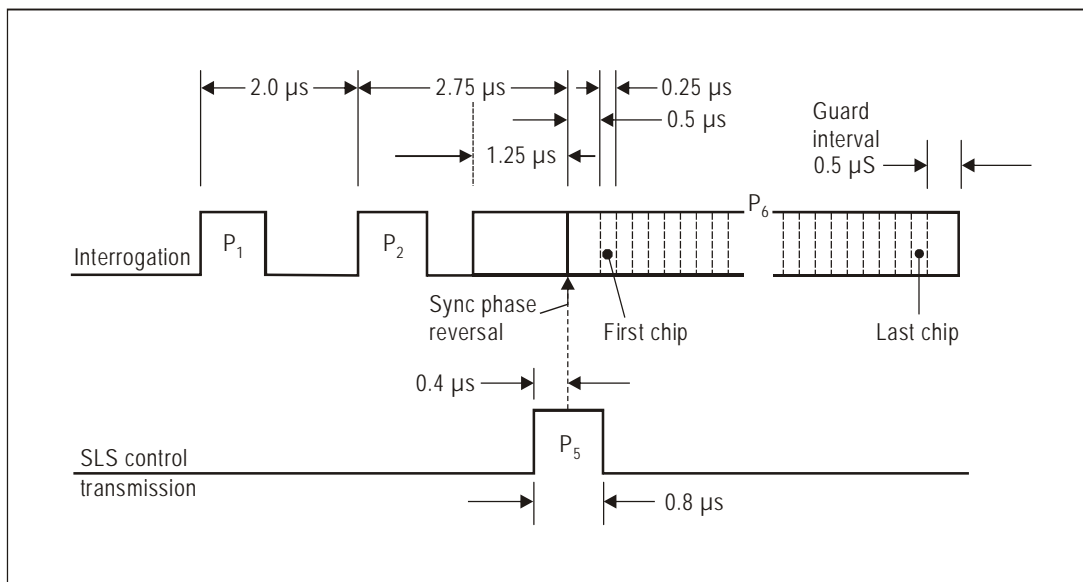 2.0 µs
2.75 µs
0.25 µs
0.5 µs
1.25 µs
Guard
interval
0.5 µS
P₆
Interrogation
P₁
P₂
Sync phase
reversal
First chip
Last chip
0.4 µs
SLS control
transmission
P₅
0.8 µs